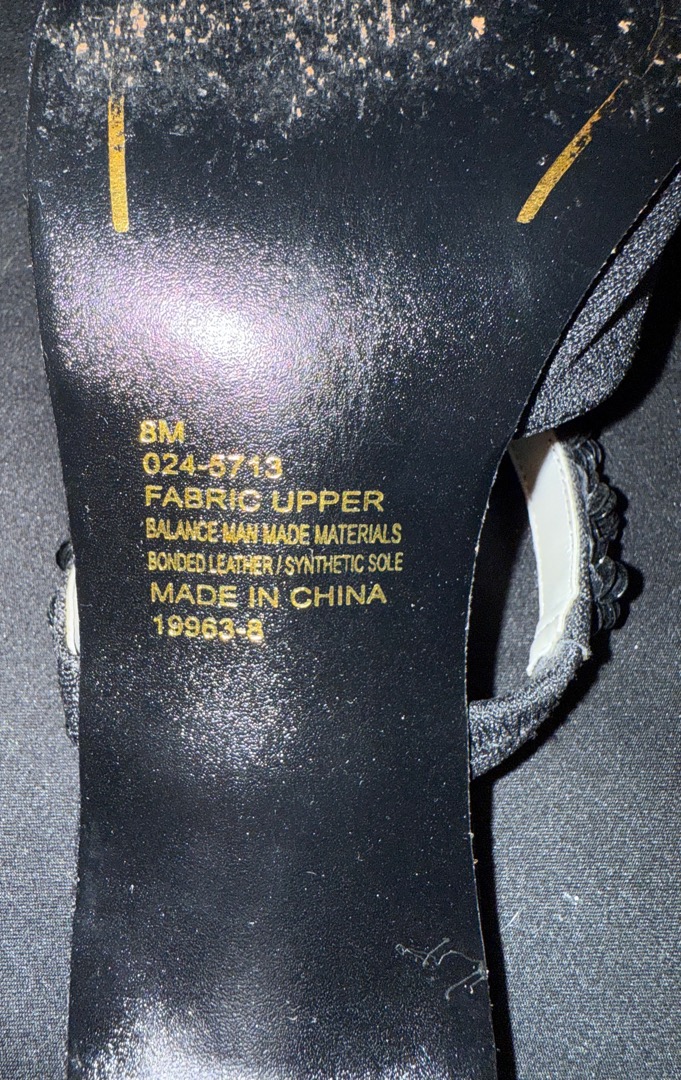 8M
024-5713
FABRIC UPPER
BALANCE MAN MADE MATERIALS
BONDED LEATHER / SYNTHETIC SOLE
MADE IN CHINA
19963-8